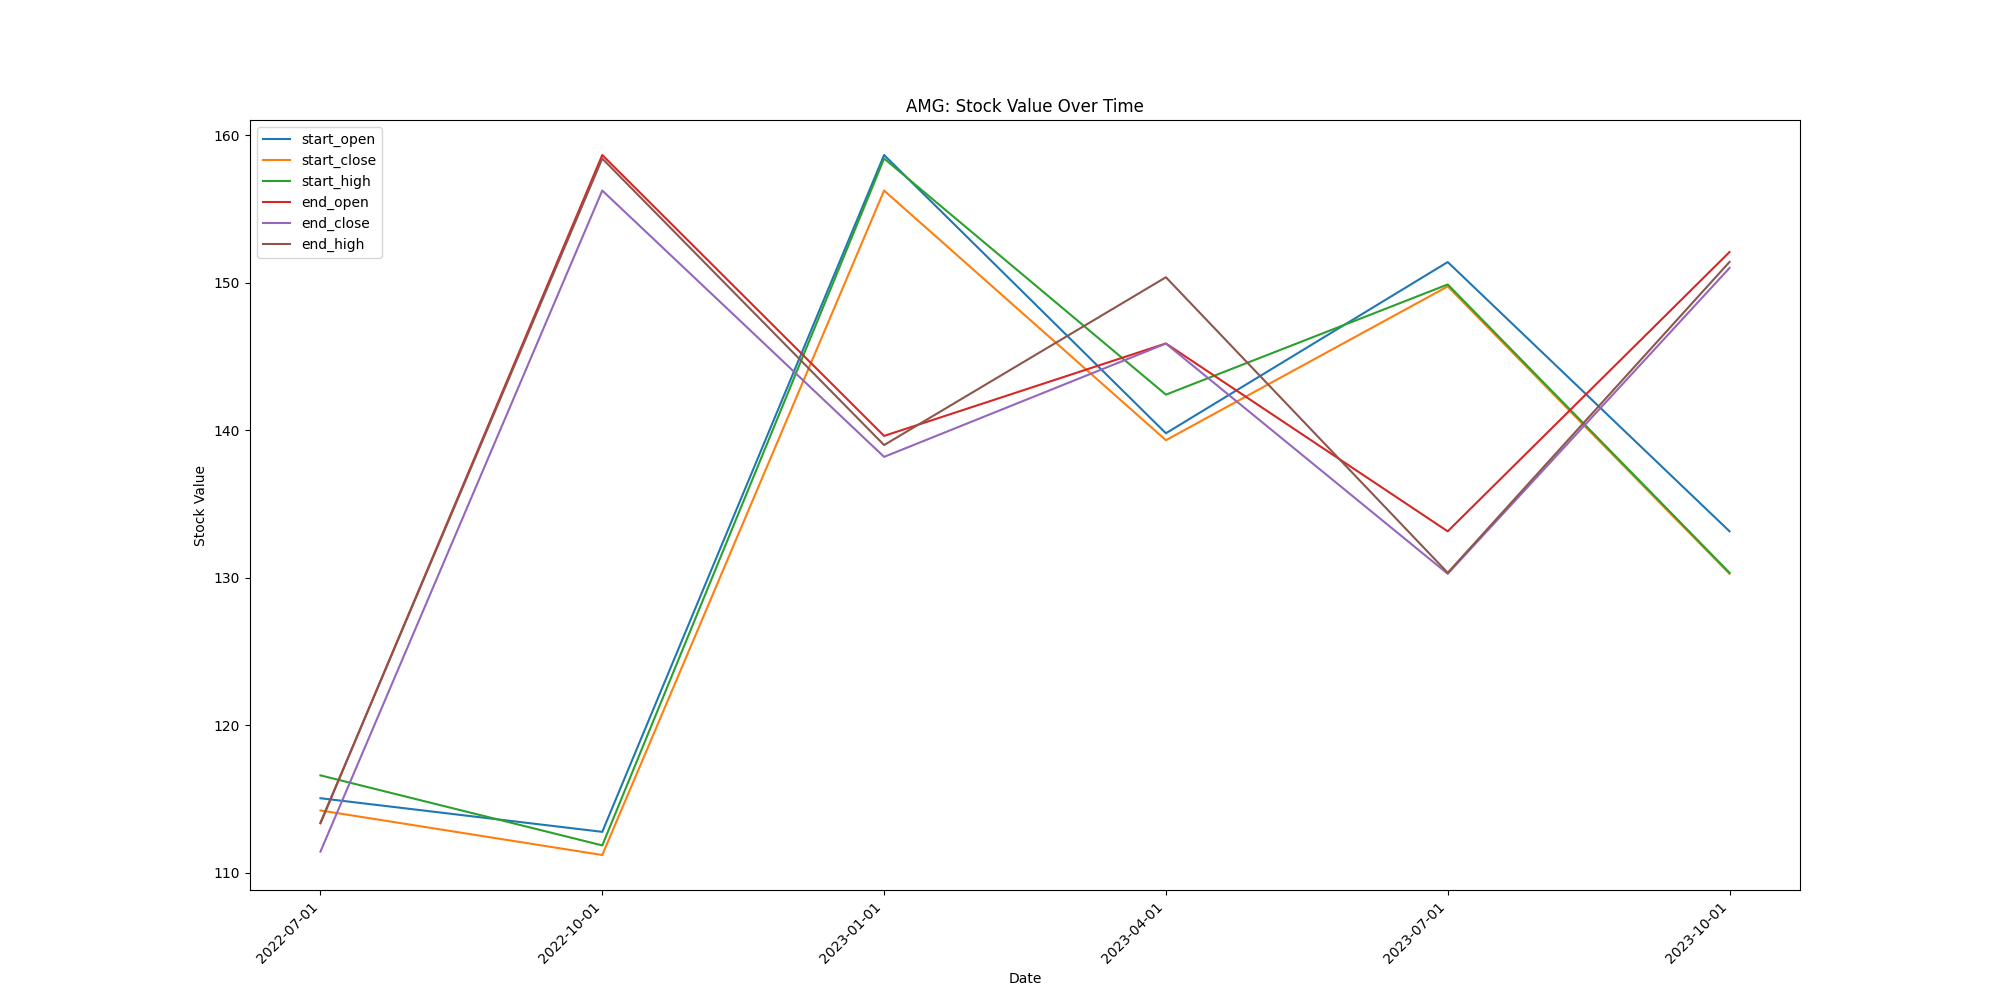 AMG: Stock Value Over Time
160
150
140
130
120
110
Stock Value
start_open
start_close
start_high
end_open
end_close
end_high
2022-07-01
2022-10-01
2023-01-01
2023-04-01
2023-07-01
2023-10-01
Date